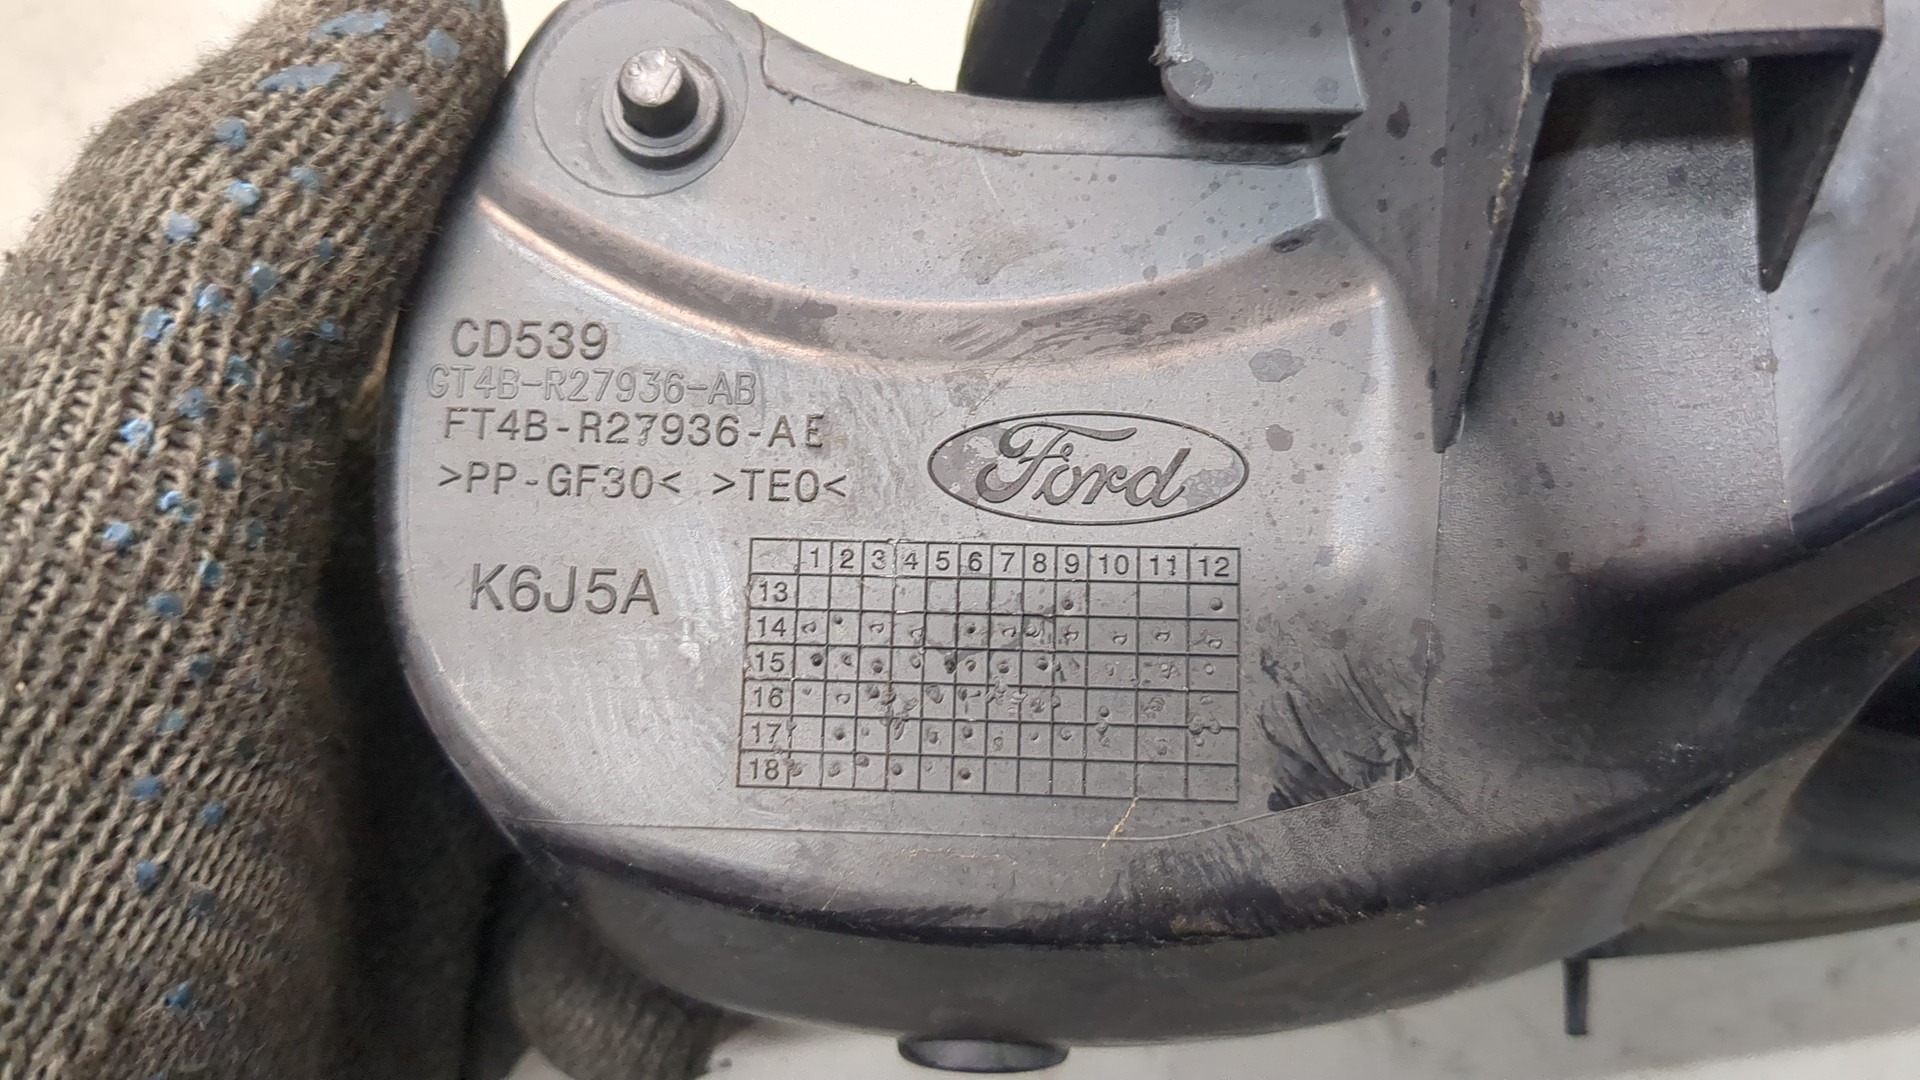 CD539
GT4B-R27936-AB
FT4B-R27936-AE
>PP-GF30< >TEO<
Ford
K6J5A
1 2 3 4 5 6 7 8 9 10 11 12
13
14
15
16
17
18